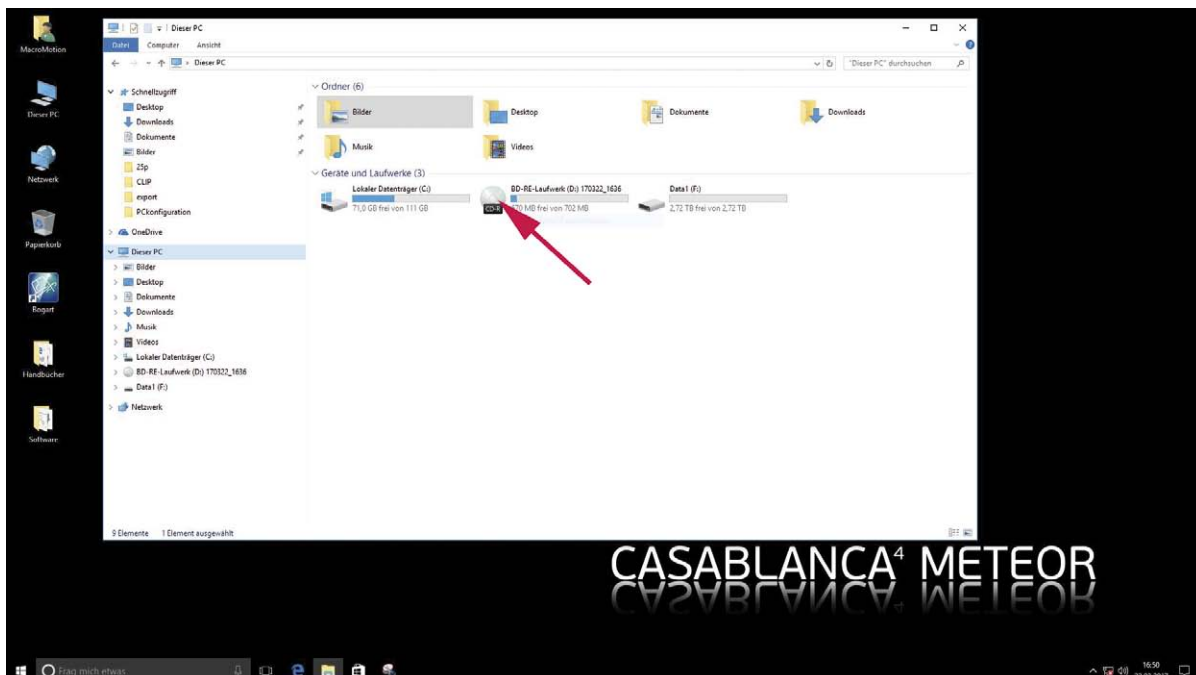 MacroMotion
Dieser PC
Netzwerk
Papierkorb
Bogart
Handbücher
Software
Dieser PC
Datei Computer Ansicht
Dieser PC
"Dieser PC" durchsuchen
Schnellzugriff
Desktop
Downloads
Dokumente
Bilder
25p
CLIP
export
PCkonfiguration
OneDrive
Dieser PC
Bilder
Desktop
Dokumente
Downloads
Musik
Videos
Lokaler Datenträger (C:)
BD-RE-Laufwerk (D:) 170322_1636
Data1 (F:)
Netzwerk
Ordner (6)
Bilder Desktop Dokumente Downloads
Musik Videos
Geräte und Laufwerke (3)
Lokaler Datenträger (C:) BD-RE-Laufwerk (D:) 170322_1636 Data1 (F:)
71,0 GB frei von 111 GB CD-R MB frei von 702 MB 2,72 TB frei von 2,72 TB
9 Elemente 1 Element ausgewählt
CASABLANCA⁴ METEOR
Frag mich etwas
16:50